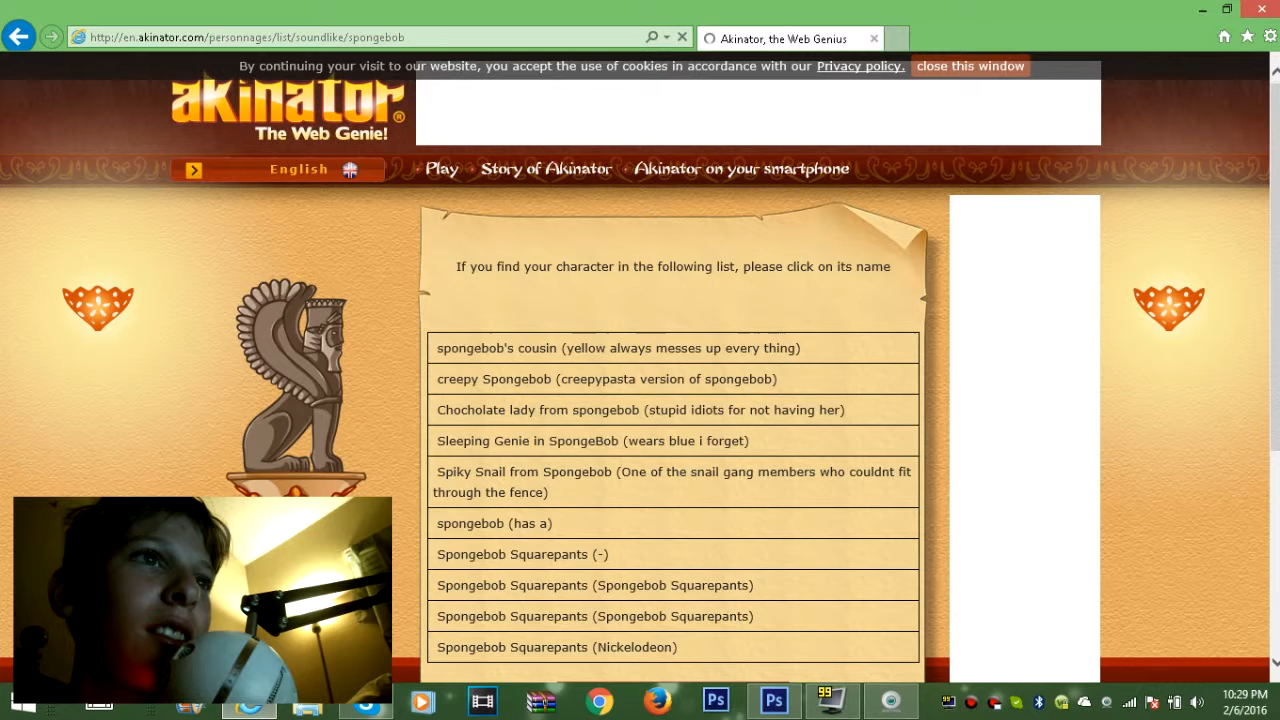 http://en.akinator.com/personnages/list/soundlike/spongebob
Akinator, the Web Genius
By continuing your visit to our website, you accept the use of cookies in accordance with our Privacy policy. close this window
akinator®
The Web Genie!
English
Play
Story of Akinator
Akinator on your smartphone
If you find your character in the following list, please click on its name
spongebob's cousin (yellow always messes up every thing)
creepy Spongebob (creepypasta version of spongebob)
Chocholate lady from spongebob (stupid idiots for not having her)
Sleeping Genie in SpongeBob (wears blue i forget)
Spiky Snail from Spongebob (One of the snail gang members who couldnt fit
through the fence)
spongebob (has a)
Spongebob Squarepants (-)
Spongebob Squarepants (Spongebob Squarepants)
Spongebob Squarepants (Spongebob Squarepants)
Spongebob Squarepants (Nickelodeon)
Ps
Ps
99
99
10:29 PM
2/6/2016